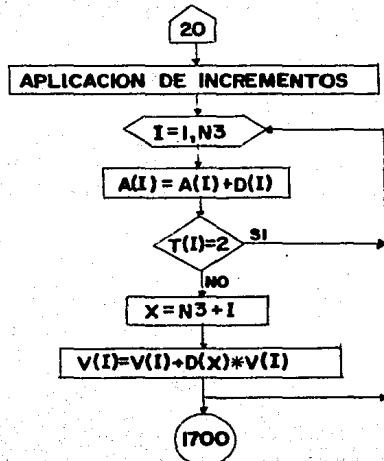 20
APLICACION DE INCREMENTOS
I=1,N3
A(I)=A(I)+D(I)
T(I)=2
SI
NO
X=N3+I
V(I)=V(I)+D(X)*V(I)
1700